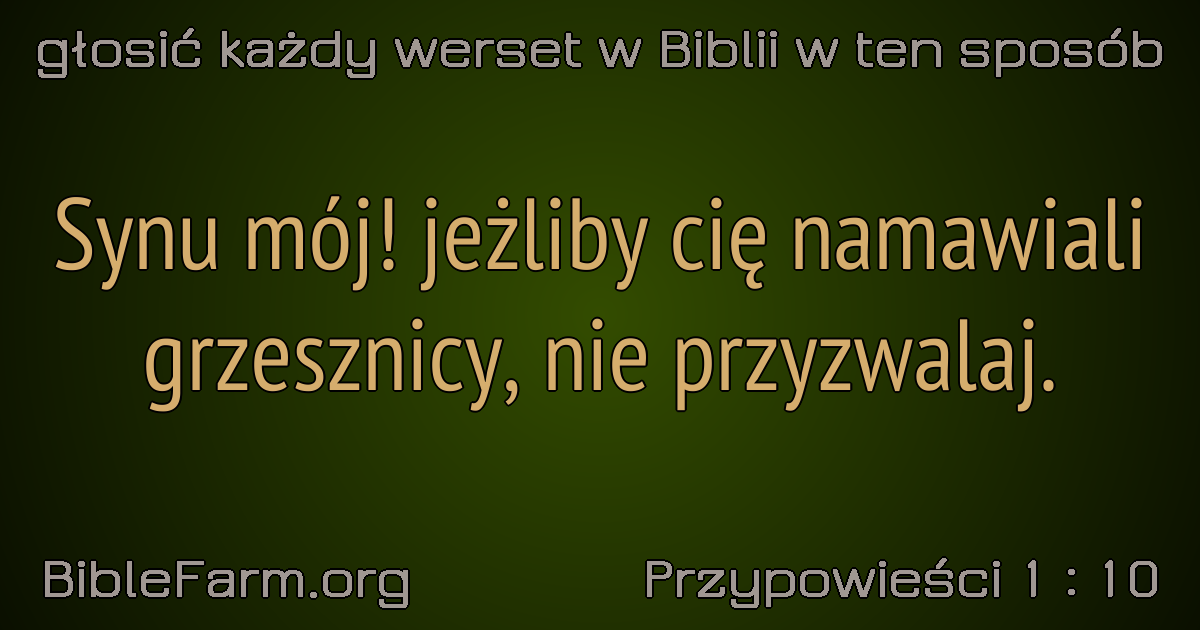 głosić każdy werset w Biblii w ten sposób
Synu mój! jeżliby cię namawiali
grzesznicy, nie przyzwalaj.
BibleFarm.org
Przypowieści 1 : 10